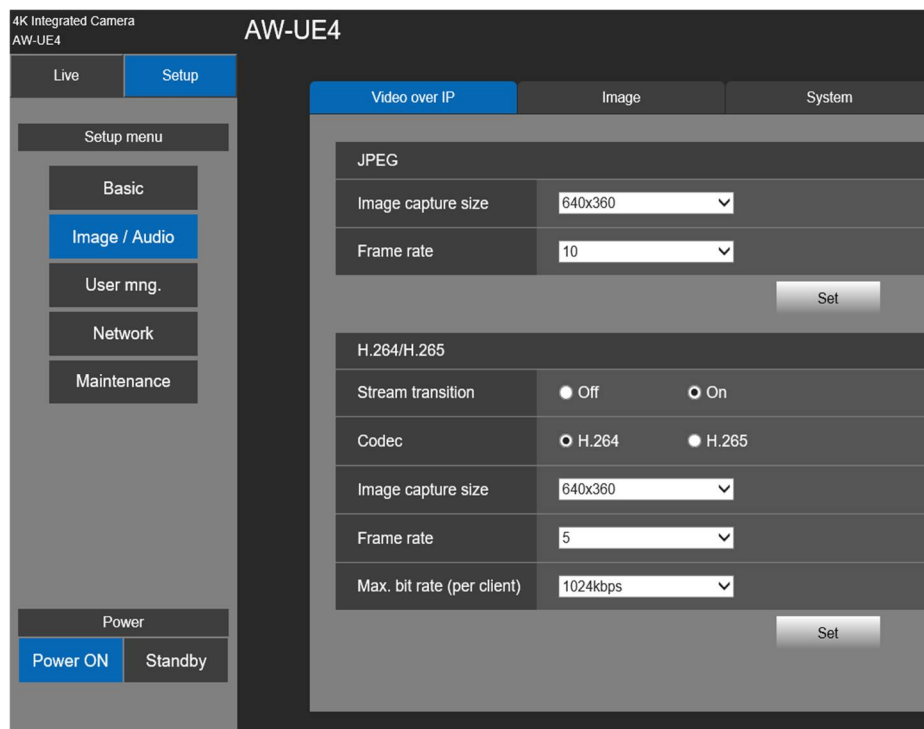 4K Integrated Camera
AW-UE4
AW-UE4
Live Setup
Setup menu
Basic
Image / Audio
User mng.
Network
Maintenance
Power
Power ON Standby
Video over IP Image System
JPEG
Image capture size 640x360
Frame rate 10
Set
H.264/H.265
Stream transition Off On
Codec H.264 H.265
Image capture size 640x360
Frame rate 5
Max. bit rate (per client) 1024kbps
Set